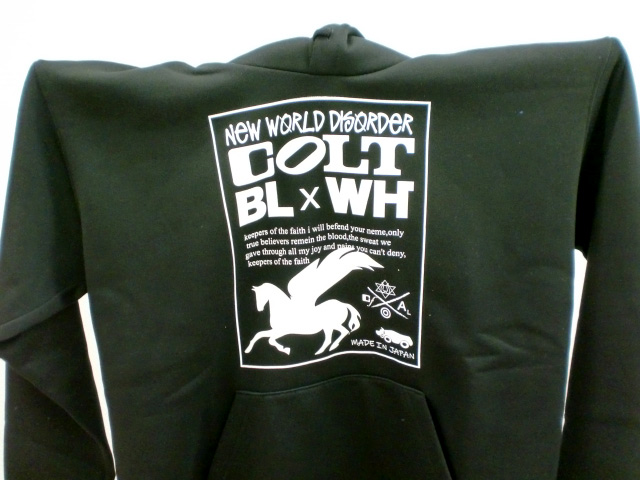 NEW WORLD DISORDER
COLT
BL x WH
keepers of the faith i will befend your neme,only
true believers remein the blood,the sweat we
gave through all my joy and pains you can't deny,
keepers of the faith
A L
MADE IN JAPAN